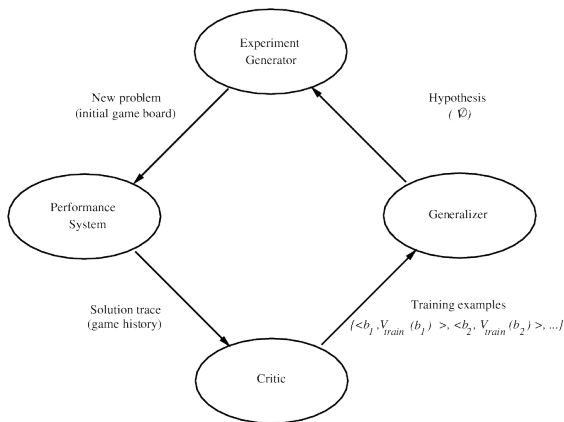 Experiment
Generator
New problem
(initial game board)
Hypothesis
( V̂ )
Performance
System
Generalizer
Solution trace
(game history)
Training examples
{<b1 ,Vtrain (b1 ) >, <b2, Vtrain (b2 ) >, ...}
Critic